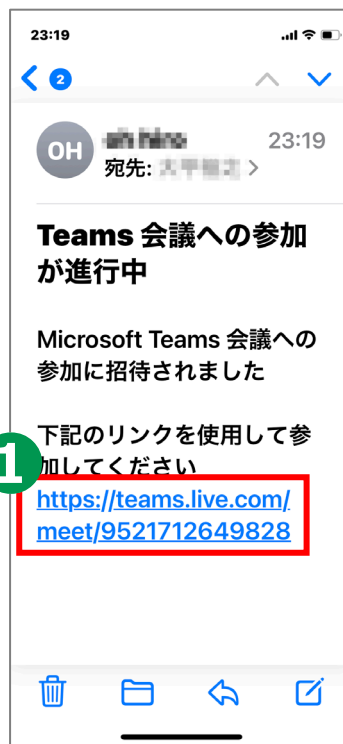 23:19
2
OH
23:19
宛先:
Teams 会議への参加
が進行中
Microsoft Teams 会議への
参加に招待されました
下記のリンクを使用して参
1
加してください
https://teams.live.com/
meet/9521712649828